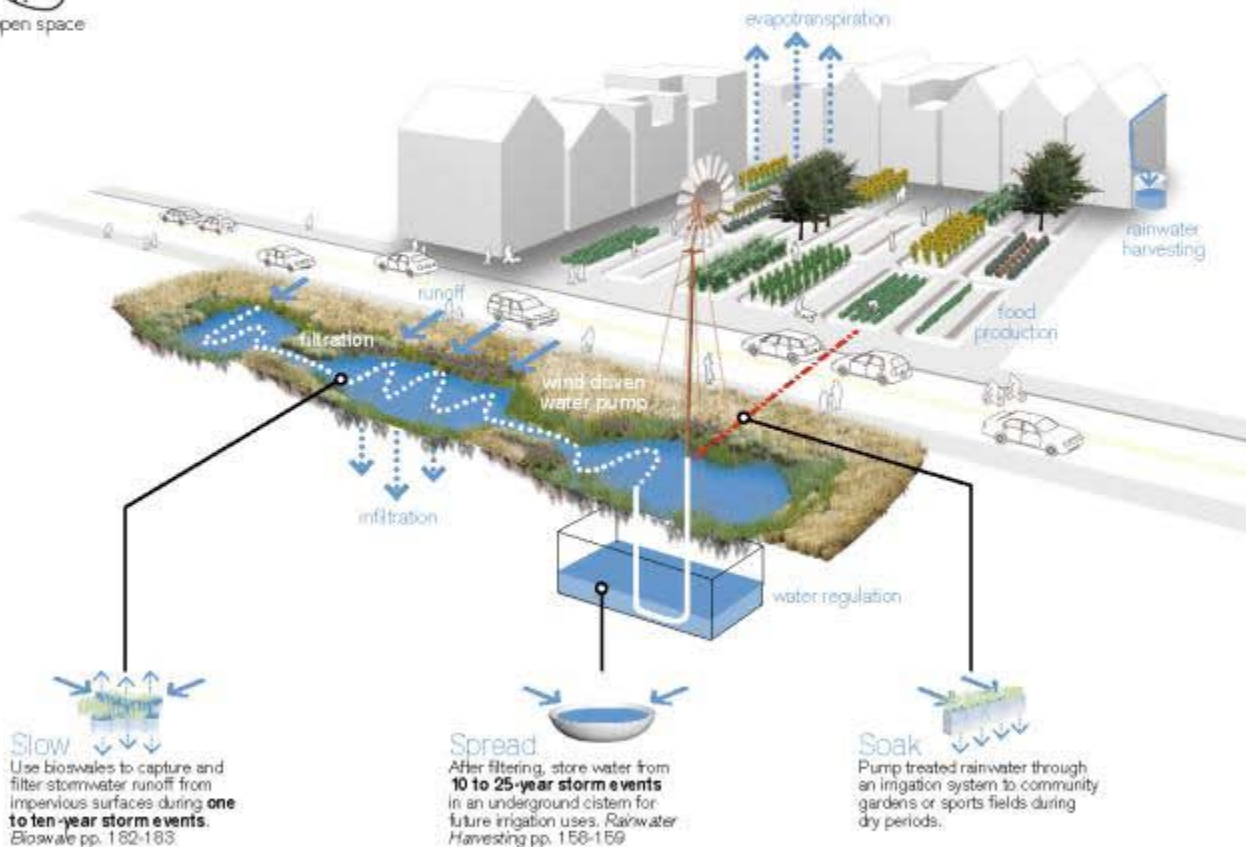 pen space
evapotranspiration
rainwater
harvesting
runoff
food
production
filtration
wind driven
water pump
infiltration
water regulation
Slow
Use bioswales to capture and
filter stormwater runoff from
impervious surfaces during one
to ten-year storm events.
Bioswale pp. 182-183
Spread
After filtering, store water from
10 to 25-year storm events
in an underground cistern for
future irrigation uses. Rainwater
Harvesting pp. 158-159
Soak
Pump treated rainwater through
an irrigation system to community
gardens or sports fields during
dry periods.